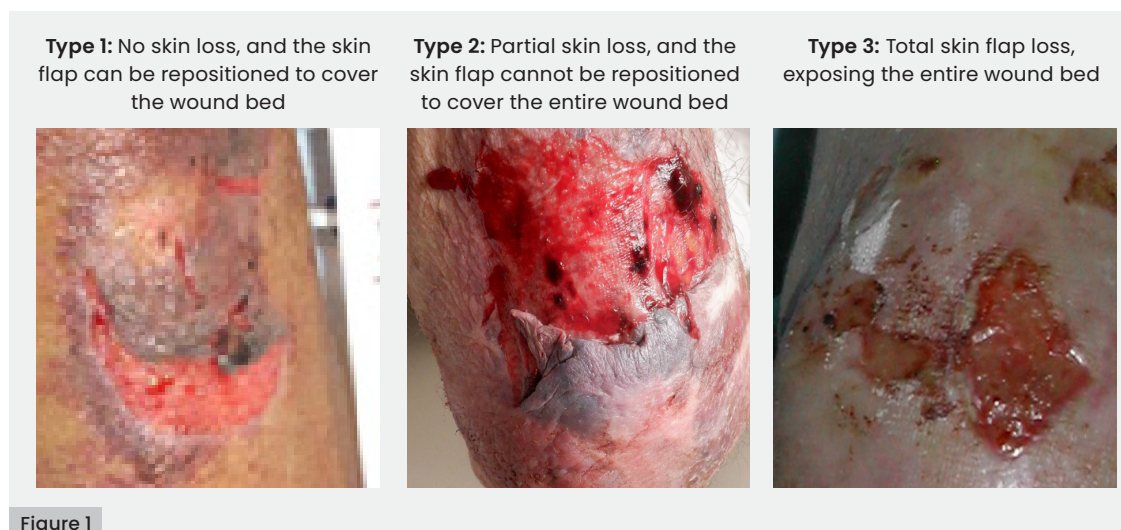 Type 1: No skin loss, and the skin
flap can be repositioned to cover
the wound bed
Type 2: Partial skin loss, and the
skin flap cannot be repositioned
to cover the entire wound bed
Type 3: Total skin flap loss,
exposing the entire wound bed
Figure 1